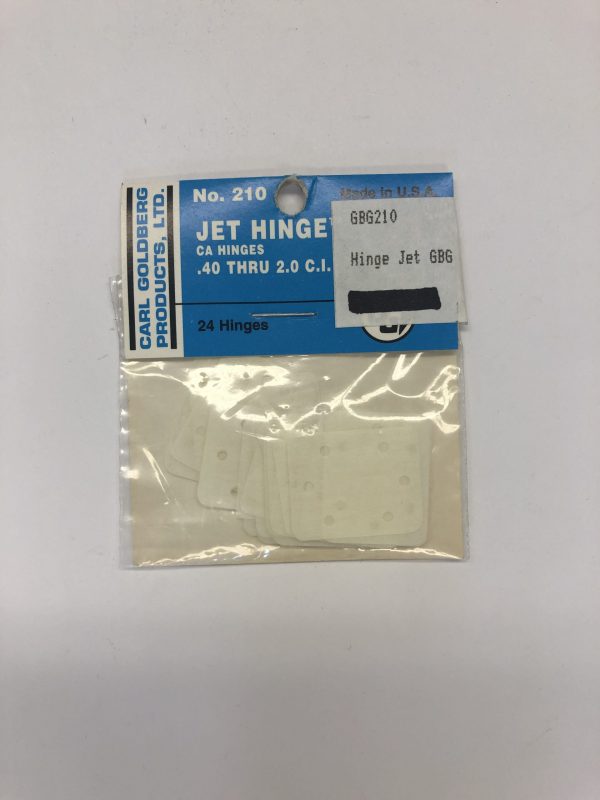 CARL GOLDBERG
PRODUCTS, LTD.
No. 210
Made in U.S.A.
JET HINGE™
CA HINGES
.40 THRU 2.0 C.I.
24 Hinges
GBG210
Hinge Jet GBG